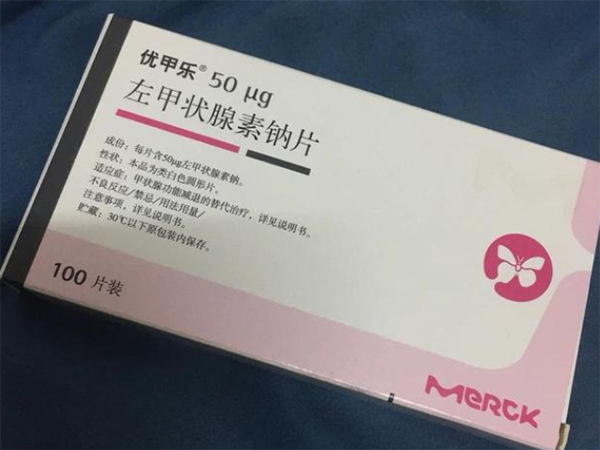 优甲乐® 50 μg
左甲状腺素钠片
成份：每片含50μg左甲状腺素钠。
性状：本品为类白色圆形片。
适应症：甲状腺功能减退的替代治疗，详见说明书。
不良反应/禁忌/用法用量/
注意事项，详见说明书。
贮藏：30℃以下原包装内保存。
100 片装
MERCK